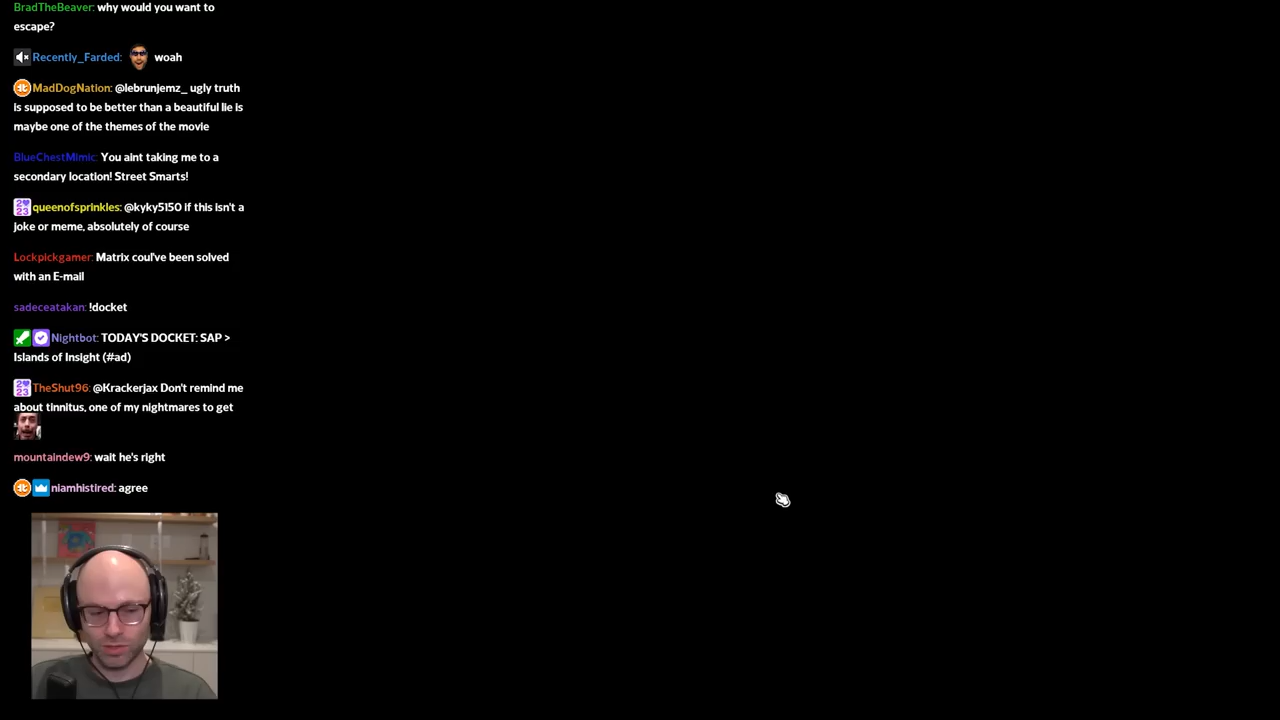 BradTheBeaver: why would you want to
escape?
Recently_Farded: woah
MadDogNation: @lebrunjemz_ ugly truth
is supposed to be better than a beautiful lie is
maybe one of the themes of the movie
BlueChestMimic: You aint taking me to a
secondary location! Street Smarts!
queenofsprinkles: @kyky5150 if this isn't a
joke or meme, absolutely of course
Lockpickgamer: Matrix coul've been solved
with an E-mail
sadeceatakan: !docket
Nightbot: TODAY'S DOCKET: SAP >
Islands of Insight (#ad)
TheShut96: @Krackerjax Don't remind me
about tinnitus, one of my nightmares to get
mountaindew9: wait he's right
niamhistired: agree